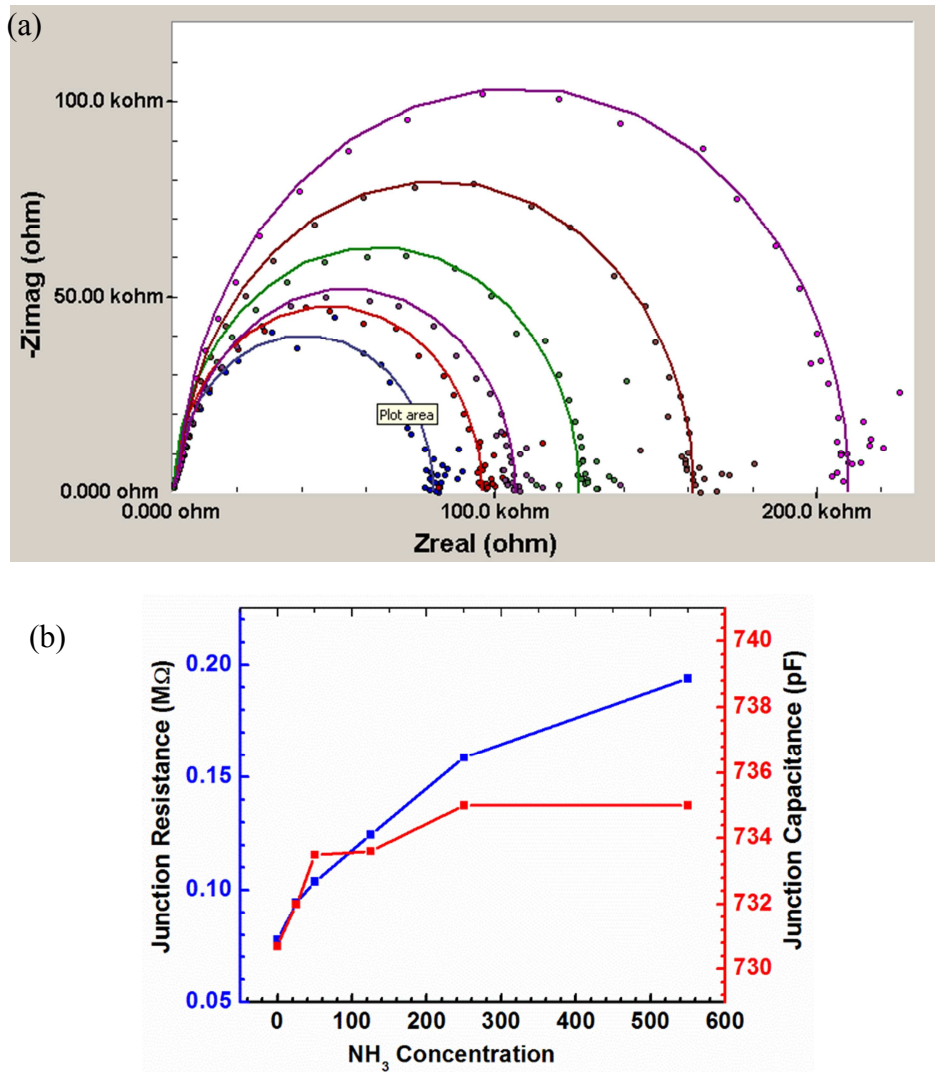 (a)
100.0 kohm
50.00 kohm
0.000 ohm
-Zimag (ohm)
Plot area
0.000 ohm 100.0 kohm 200.0 kohm
Zreal (ohm)
(b)
Junction Resistance (MΩ)
0.20
0.15
0.10
0.05
740
738
736
734
732
730
Junction Capacitance (pF)
0 100 200 300 400 500 600
NH3 Concentration